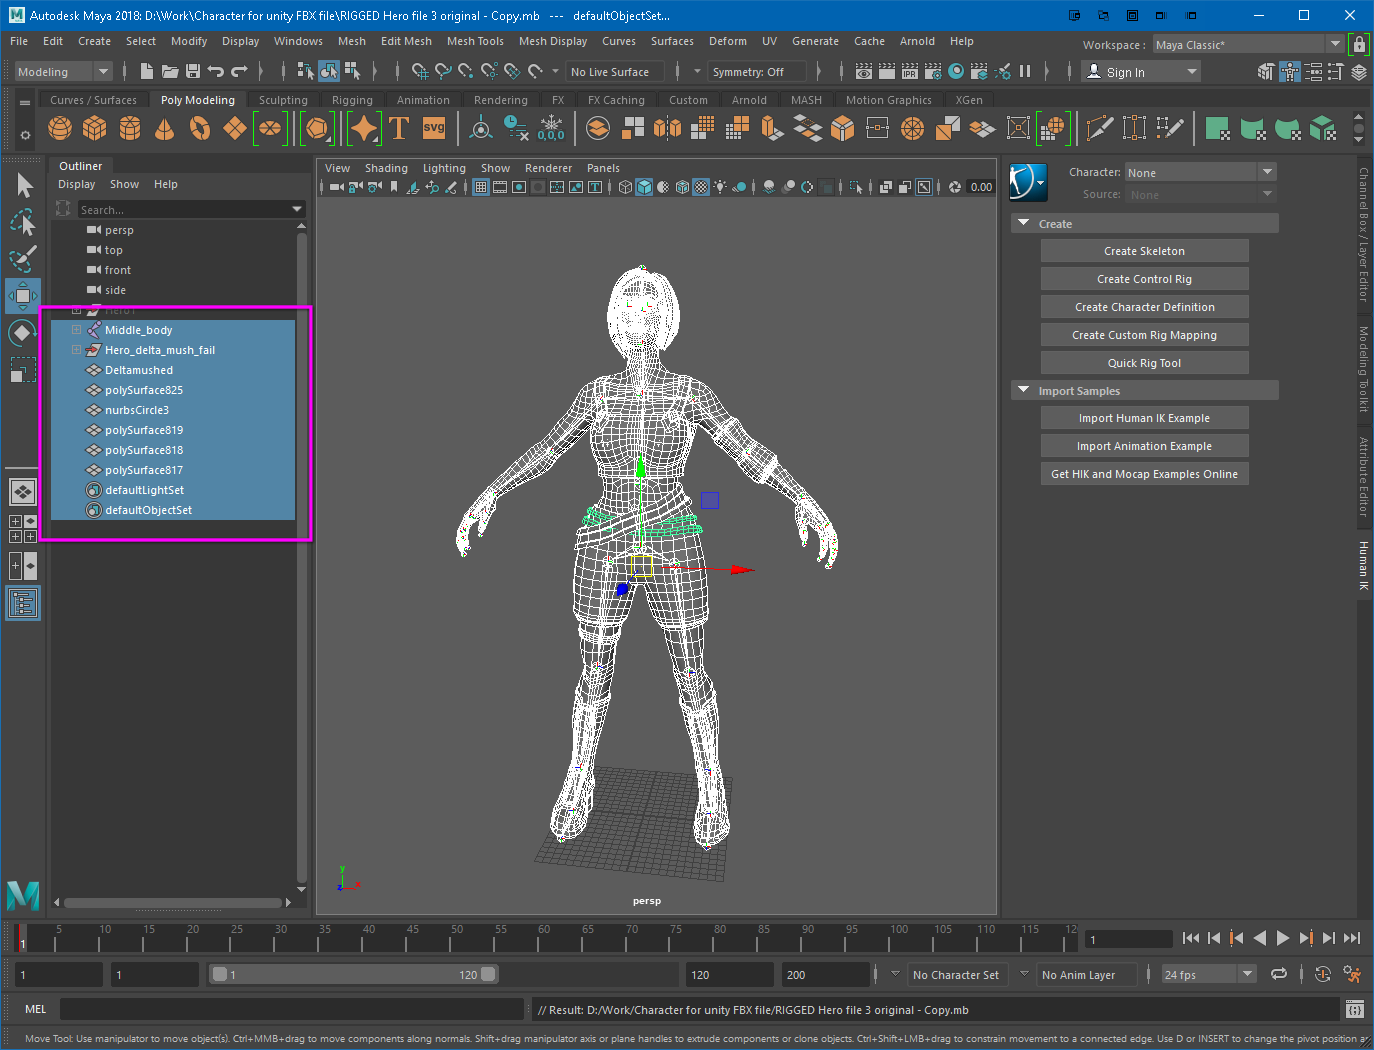 Autodesk Maya 2018: D:\Work\Character for unity FBX file\RIGGED Hero file 3 original - Copy.mb --- defaultObjectSet...
File Edit Create Select Modify Display Windows Mesh Edit Mesh Mesh Tools Mesh Display Curves Surfaces Deform UV Generate Cache Arnold Help
Workspace : Maya Classic*
Modeling No Live Surface Symmetry: Off IPR Sign In
Curves / Surfaces Poly Modeling Sculpting Rigging Animation Rendering FX FX Caching Custom Arnold MASH Motion Graphics XGen
T svg 0,0,0
Outliner
Display Show Help
Search...
persp
top
front
side
Hero1
Middle_body
Hero_delta_mush_fail
Deltamushed
polySurface825
nurbsCircle3
polySurface819
polySurface818
polySurface817
defaultLightSet
defaultObjectSet
View Shading Lighting Show Renderer Panels
0.00
y
x
z
persp
Character: None
Source: None
Create
Create Skeleton
Create Control Rig
Create Character Definition
Create Custom Rig Mapping
Quick Rig Tool
Import Samples
Import Human IK Example
Import Animation Example
Get HIK and Mocap Examples Online
Channel Box / Layer Editor
Modeling Toolkit
Attribute Editor
Human IK
1 5 10 15 20 25 30 35 40 45 50 55 60 65 70 75 80 85 90 95 100 105 110 115 12
1
1 1 1 120 120 200 No Character Set No Anim Layer 24 fps
MEL // Result: D:/Work/Character for unity FBX file/RIGGED Hero file 3 original - Copy.mb
Move Tool: Use manipulator to move object(s). Ctrl+MMB+drag to move components along normals. Shift+drag manipulator axis or plane handles to extrude components or clone objects. Ctrl+Shift+LMB+drag to constrain movement to a connected edge. Use D or INSERT to change the pivot position a